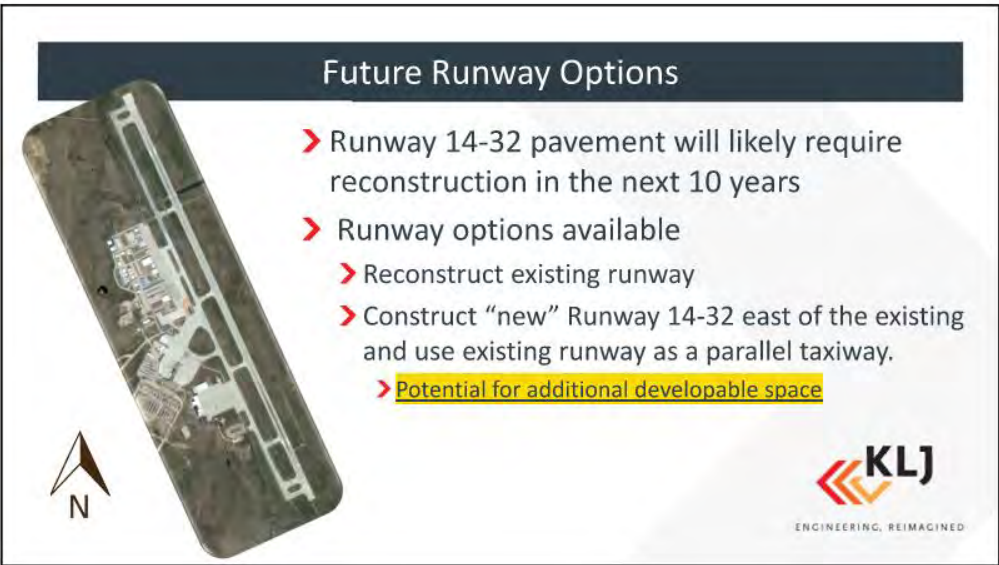 Future Runway Options
Runway 14-32 pavement will likely require
reconstruction in the next 10 years
Runway options available
Reconstruct existing runway
Construct “new” Runway 14-32 east of the existing
and use existing runway as a parallel taxiway.
Potential for additional developable space
N
KLJ
ENGINEERING, REIMAGINED